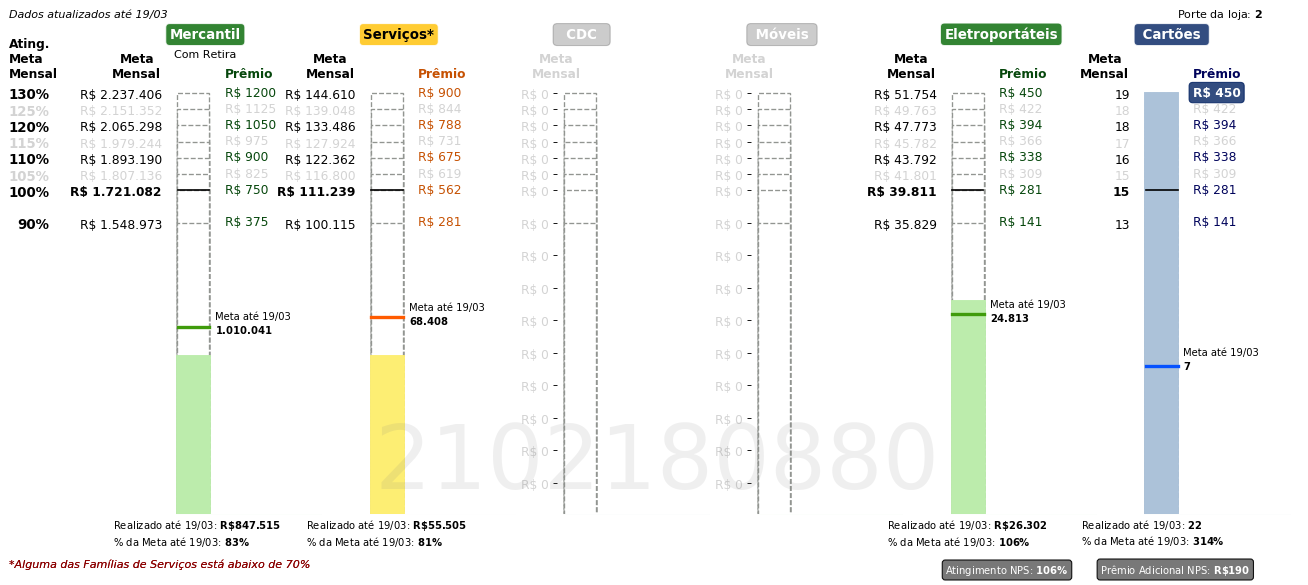 Dados atualizados até 19/03
Porte da loja: 2
Mercantil Serviços* CDC Móveis Eletroportáteis Cartões
Com Retira
Ating. Meta Mensal
Meta Mensal Prêmio Meta Mensal Prêmio Meta Mensal Meta Mensal Meta Mensal Prêmio Meta Mensal Prêmio
130% R$ 2.237.406 R$ 1200 R$ 144.610 R$ 900 R$ 0 R$ 0 R$ 51.754 R$ 450 19 R$ 450
125% R$ 2.151.352 R$ 1125 R$ 139.048 R$ 844 R$ 0 R$ 0 R$ 49.763 R$ 422 18 R$ 422
120% R$ 2.065.298 R$ 1050 R$ 133.486 R$ 788 R$ 0 R$ 0 R$ 47.773 R$ 394 18 R$ 394
115% R$ 1.979.244 R$ 975 R$ 127.924 R$ 731 R$ 0 R$ 0 R$ 45.782 R$ 366 17 R$ 366
110% R$ 1.893.190 R$ 900 R$ 122.362 R$ 675 R$ 0 R$ 0 R$ 43.792 R$ 338 16 R$ 338
105% R$ 1.807.136 R$ 825 R$ 116.800 R$ 619 R$ 0 R$ 0 R$ 41.801 R$ 309 15 R$ 309
100% R$ 1.721.082 R$ 750 R$ 111.239 R$ 562 R$ 0 R$ 0 R$ 39.811 R$ 281 15 R$ 281
90% R$ 1.548.973 R$ 375 R$ 100.115 R$ 281 R$ 0 R$ 0 R$ 35.829 R$ 141 13 R$ 141
R$ 0 R$ 0
R$ 0 R$ 0
R$ 0 R$ 0
R$ 0 R$ 0
R$ 0 R$ 0
R$ 0 R$ 0
R$ 0 R$ 0
R$ 0 R$ 0
Meta até 19/03
1.010.041
Meta até 19/03
68.408
Meta até 19/03
24.813
Meta até 19/03
7
2102180880
Realizado até 19/03: R$847.515
% da Meta até 19/03: 83%
Realizado até 19/03: R$55.505
% da Meta até 19/03: 81%
Realizado até 19/03: R$26.302
% da Meta até 19/03: 106%
Realizado até 19/03: 22
% da Meta até 19/03: 314%
*Alguma das Famílias de Serviços está abaixo de 70%
Atingimento NPS: 106%
Prêmio Adicional NPS: R$190